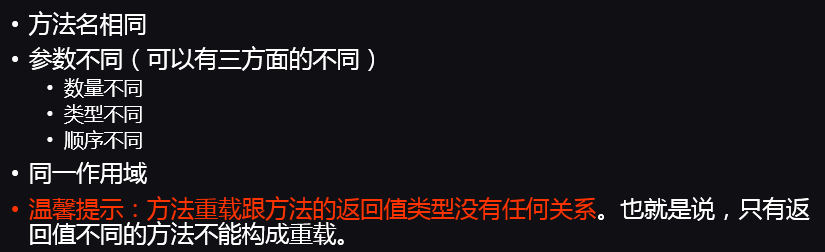 • 方法名相同
• 参数不同（可以有三方面的不同）
• 数量不同
• 类型不同
• 顺序不同
• 同一作用域
• 温馨提示：方法重载跟方法的返回值类型没有任何关系。也就是说，只有返
回值不同的方法不能构成重载。